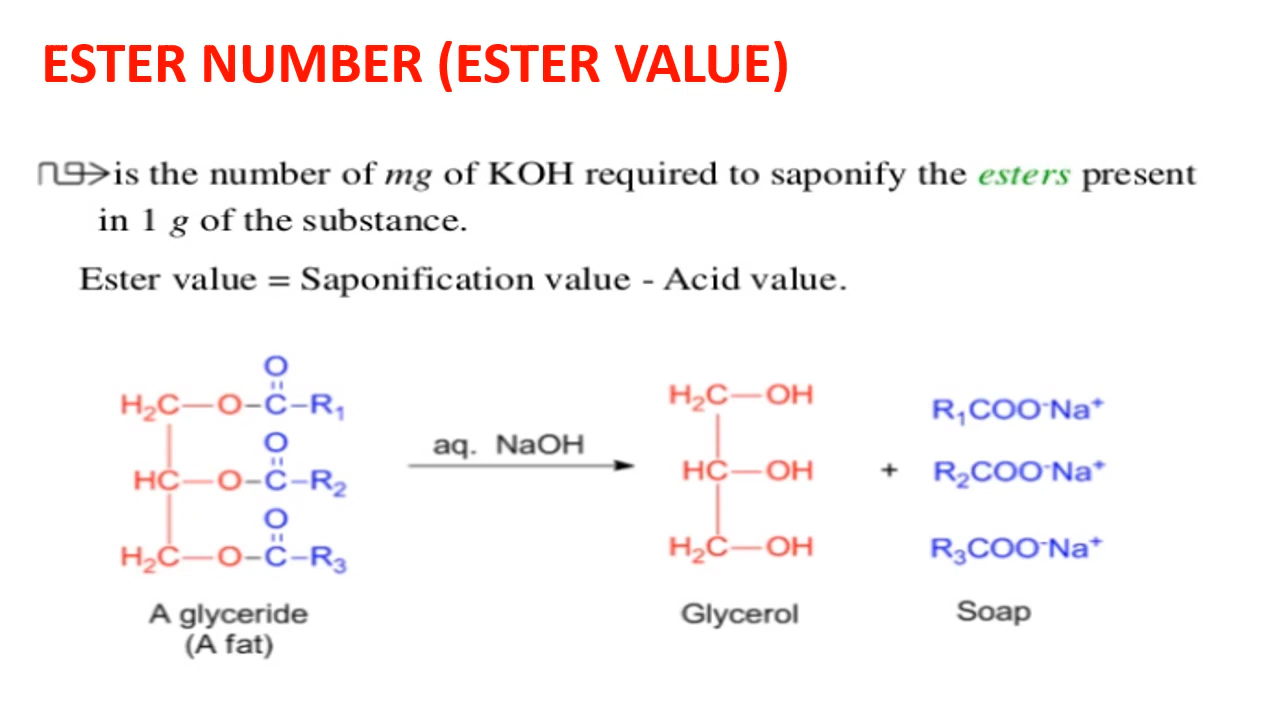 ESTER NUMBER (ESTER VALUE)
is the number of mg of KOH required to saponify the esters present
in 1 g of the substance.
Ester value = Saponification value - Acid value.
O
H₂C—O–C–R₁
O
HC—O–C–R₂
O
H₂C—O–C–R₃
A glyceride
(A fat)
aq. NaOH
H₂C—OH
HC—OH
H₂C—OH
Glycerol
+
R₁COO⁻Na⁺
R₂COO⁻Na⁺
R₃COO⁻Na⁺
Soap